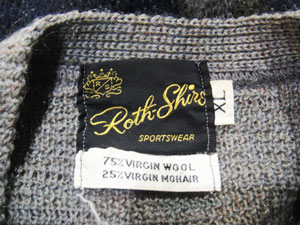 Roth-Shire
SPORTSWEAR
XL
75% VIRGIN WOOL
25% VIRGIN MOHAIR